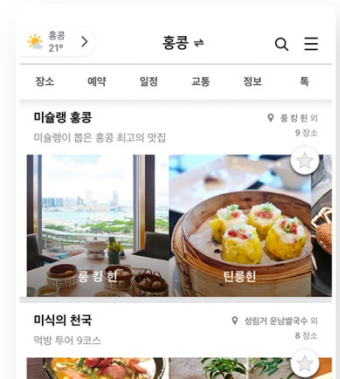 홍콩
21°
홍콩
장소 예약 일정 교통 정보 톡
미슐랭 홍콩
룽 킹 힌 외
미슐랭이 뽑은 홍콩 최고의 맛집
9 장소
룽 킹 힌
틴룽힌
미식의 천국
성림거 운남쌀국수 외
먹방 투어 9코스
8 장소